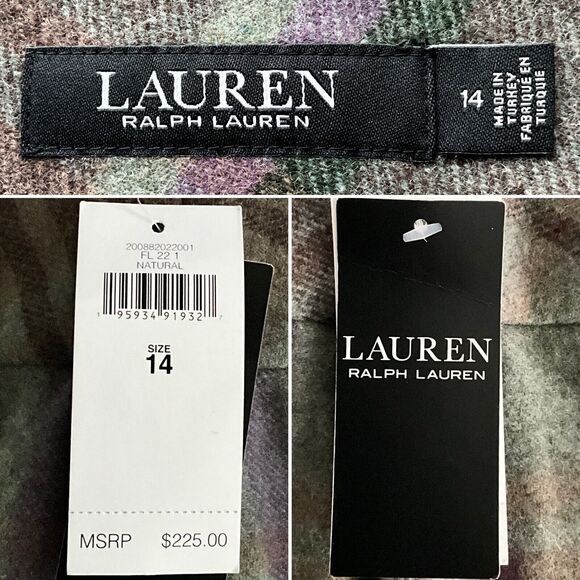 LAUREN
RALPH LAUREN
14
MADE IN
TURKEY
FABRIQUÉ EN
TURQUIE
200882022001
FL 22 1
NATURAL
1 95934 91932 7
SIZE
14
MSRP $225.00
LAUREN
RALPH LAUREN